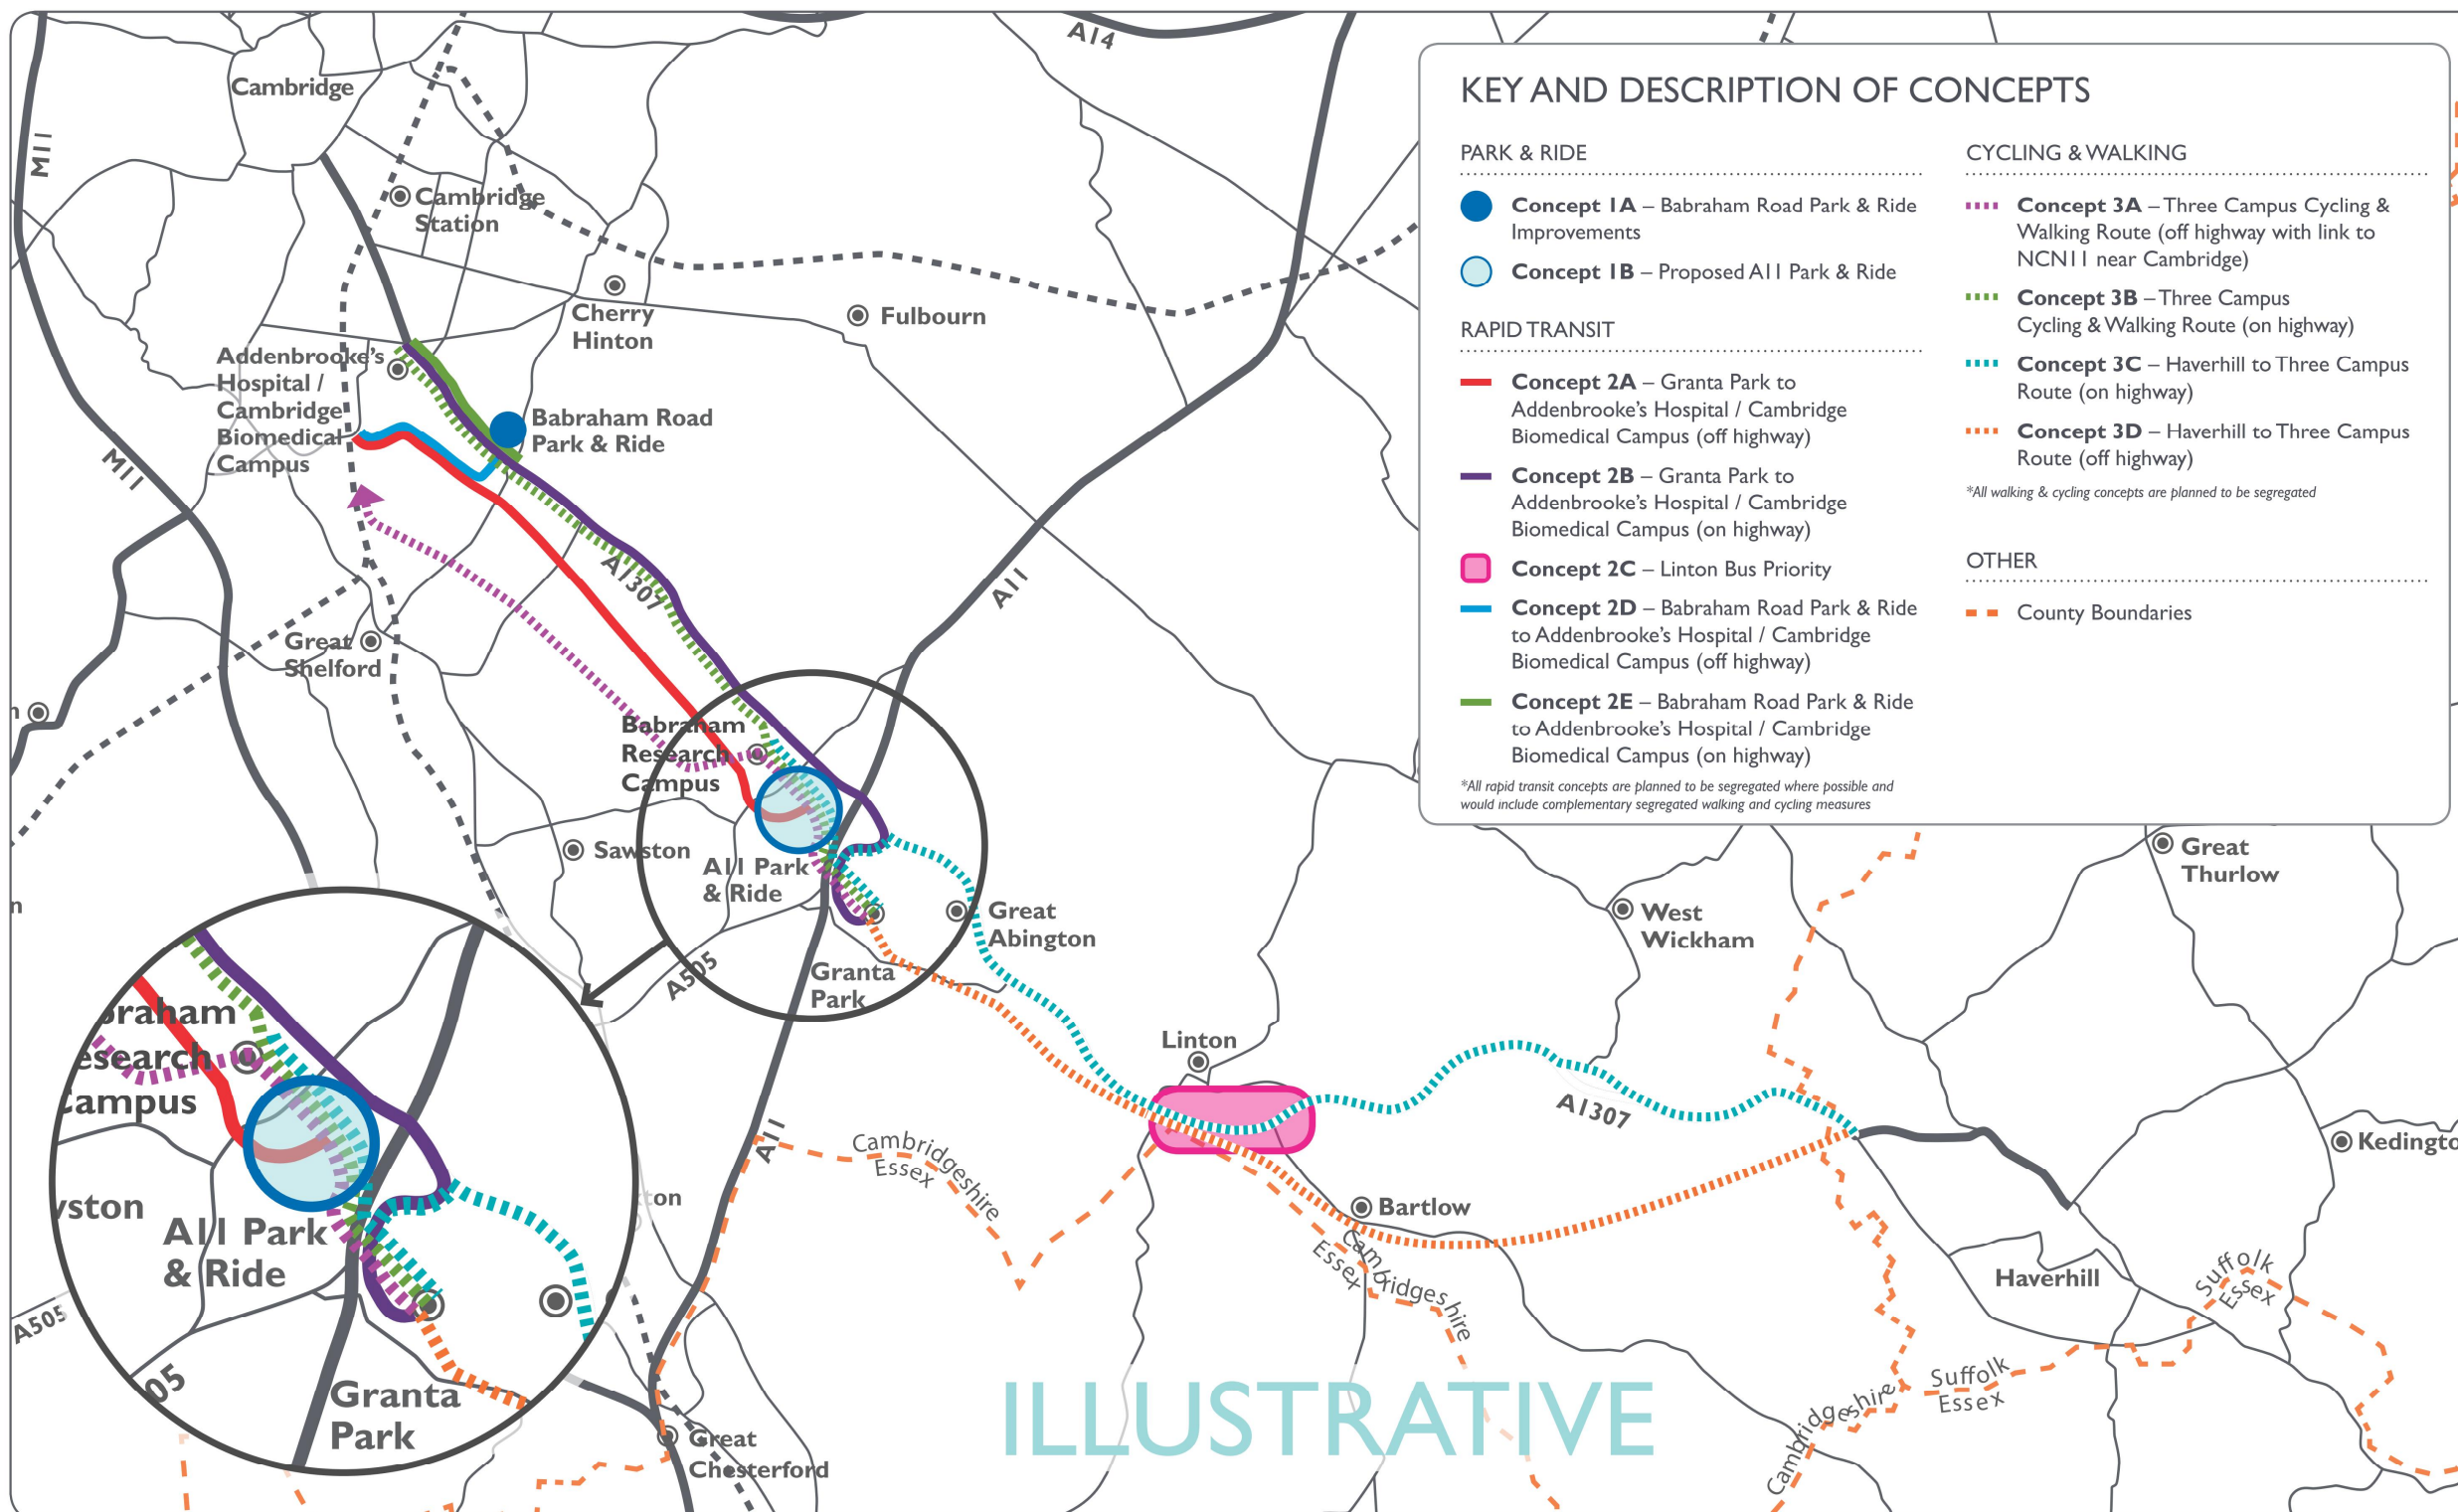 A14
Cambridge
M11
Cambridge
Station
Cherry
Hinton
Fulbourn
Addenbrooke's
Hospital /
Cambridge
Biomedical
Campus
Babraham Road
Park & Ride
M11
A1307
A11
Great
Shelford
n
Babraham
Research
Campus
Sawston
A11 Park
& Ride
n
Great
Abington
A505
Granta
Park
Linton
West
Wickham
Great
Thurlow
A1307
A11
Cambridgeshire
Essex
Bartlow
Cambridgeshire
Essex
Kedingto
Haverhill
Suffolk
Essex
Suffolk
Essex
Cambridgeshire
braham
esearch
Campus
wston
A11 Park
& Ride
ton
A505
05
Granta
Park
Great
Chesterford
ILLUSTRATIVE
KEY AND DESCRIPTION OF CONCEPTS
PARK & RIDE
Concept 1A – Babraham Road Park & Ride
Improvements
Concept 1B – Proposed A11 Park & Ride
RAPID TRANSIT
Concept 2A – Granta Park to
Addenbrooke's Hospital / Cambridge
Biomedical Campus (off highway)
Concept 2B – Granta Park to
Addenbrooke's Hospital / Cambridge
Biomedical Campus (on highway)
Concept 2C – Linton Bus Priority
Concept 2D – Babraham Road Park & Ride
to Addenbrooke's Hospital / Cambridge
Biomedical Campus (off highway)
Concept 2E – Babraham Road Park & Ride
to Addenbrooke's Hospital / Cambridge
Biomedical Campus (on highway)
*All rapid transit concepts are planned to be segregated where possible and
would include complementary segregated walking and cycling measures
CYCLING & WALKING
Concept 3A – Three Campus Cycling &
Walking Route (off highway with link to
NCN11 near Cambridge)
Concept 3B – Three Campus
Cycling & Walking Route (on highway)
Concept 3C – Haverhill to Three Campus
Route (on highway)
Concept 3D – Haverhill to Three Campus
Route (off highway)
*All walking & cycling concepts are planned to be segregated
OTHER
County Boundaries